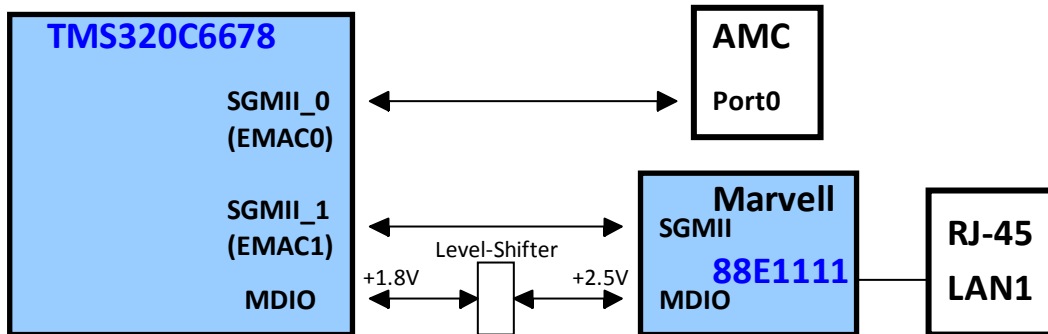 TMS320C6678
SGMII_0
(EMAC0)
SGMII_1
(EMAC1)
MDIO
AMC
Port0
Level-Shifter
+1.8V
+2.5V
Marvell
SGMII
88E1111
MDIO
RJ-45
LAN1